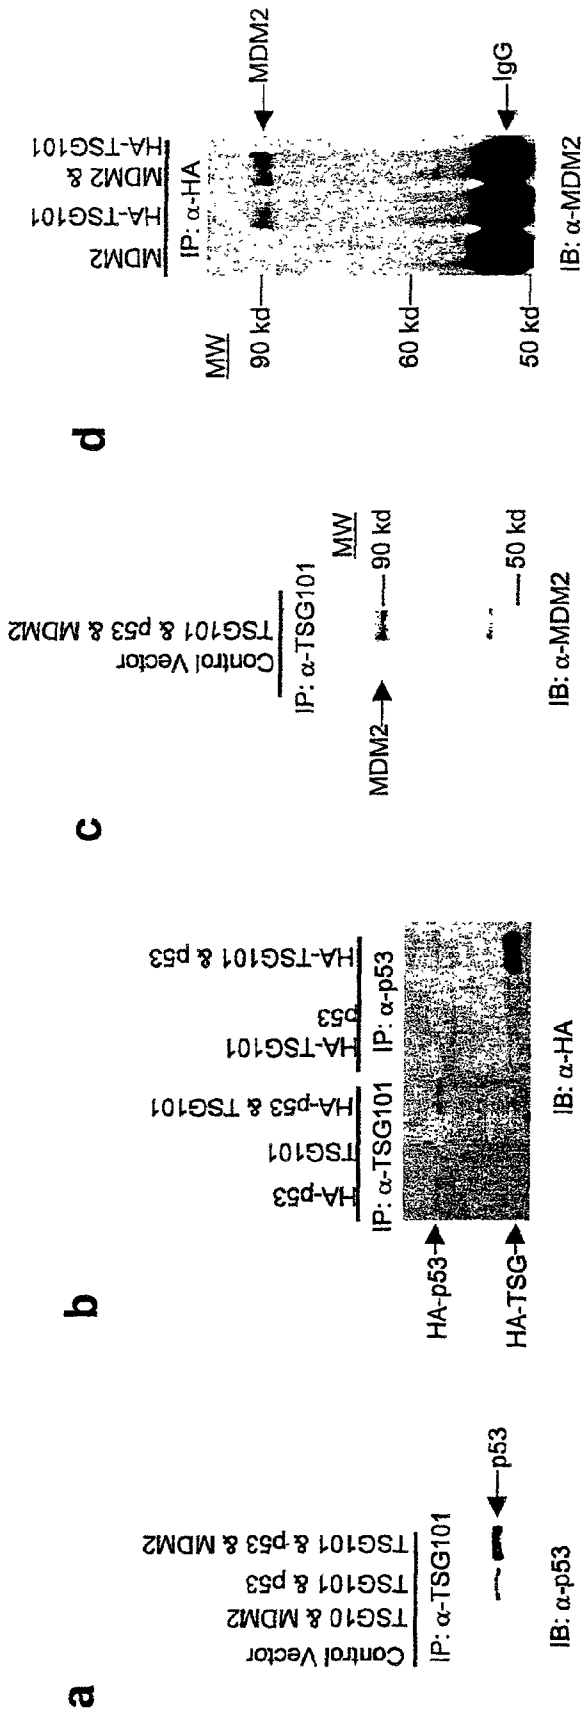 a
Control Vector
TSG10 & MDM2
TSG101 & p53
TSG101 & p53 & MDM2
IP: α-TSG101
p53
IB: α-p53
b
HA-p53
TSG101
HA-p53 & TSG101
HA-TSG101
p53
HA-TSG101 & p53
IP: α-TSG101
IP: α-p53
HA-p53
HA-TSG
IB: α-HA
c
Control Vector
TSG101 & p53 & MDM2
IP: α-TSG101
MW
MDM2
90 kd
50 kd
IB: α-MDM2
d
MDM2
HA-TSG101
MDM2 &
HA-TSG101
IP: α-HA
MW
90 kd
60 kd
50 kd
MDM2
IgG
IB: α-MDM2